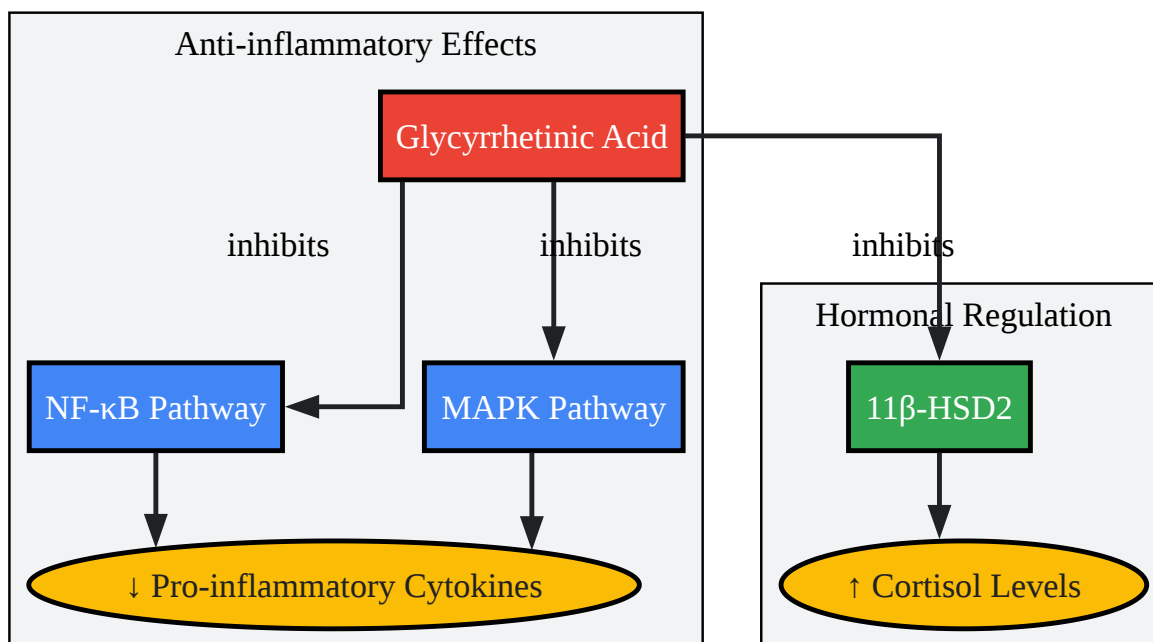 Anti-inflammatory Effects
Glycyrrhetinic Acid
inhibits
inhibits
inhibits
Hormonal Regulation
NF-κB Pathway
MAPK Pathway
11β-HSD2
↓ Pro-inflammatory Cytokines
↑ Cortisol Levels